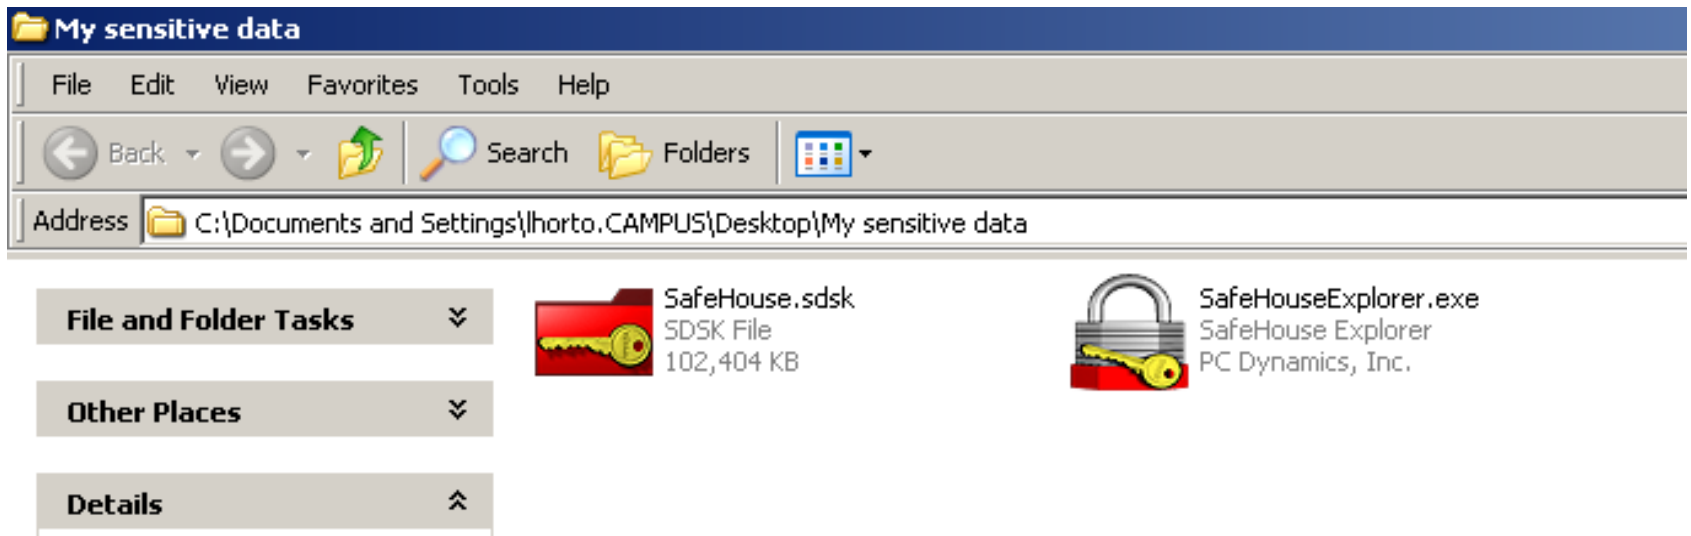 My sensitive data
File Edit View Favorites Tools Help
Back Search Folders
Address C:\Documents and Settings\lhorto.CAMPUS\Desktop\My sensitive data
File and Folder Tasks
Other Places
Details
SafeHouse.sdsk
SDSK File
102,404 KB
SafeHouseExplorer.exe
SafeHouse Explorer
PC Dynamics, Inc.